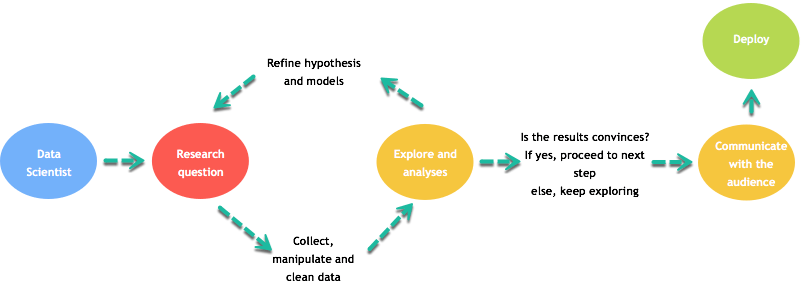 Deploy
Refine hypothesis
and models
Data
Scientist
Research
question
Explore and
analyses
Is the results convinces?
If yes, proceed to next
step
else, keep exploring
Communicate
with the
audience
Collect,
manipulate and
clean data